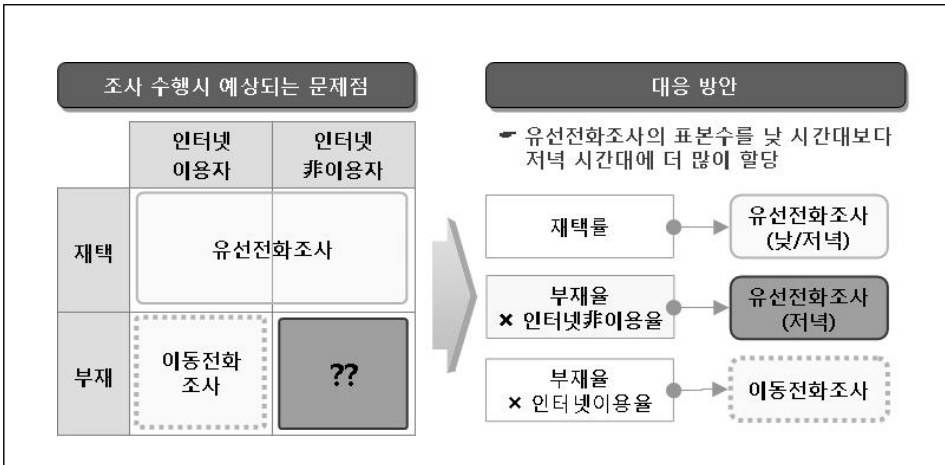 조사 수행시 예상되는 문제점
인터넷
이용자
인터넷
非이용자
재택
유선전화조사
부재
이동전화
조사
??
대응 방안
☛ 유선전화조사의 표본수를 낮 시간대보다
저녁 시간대에 더 많이 할당
재택률
유선전화조사
(낮/저녁)
부재율
× 인터넷非이용율
유선전화조사
(저녁)
부재율
× 인터넷이용율
이동전화조사